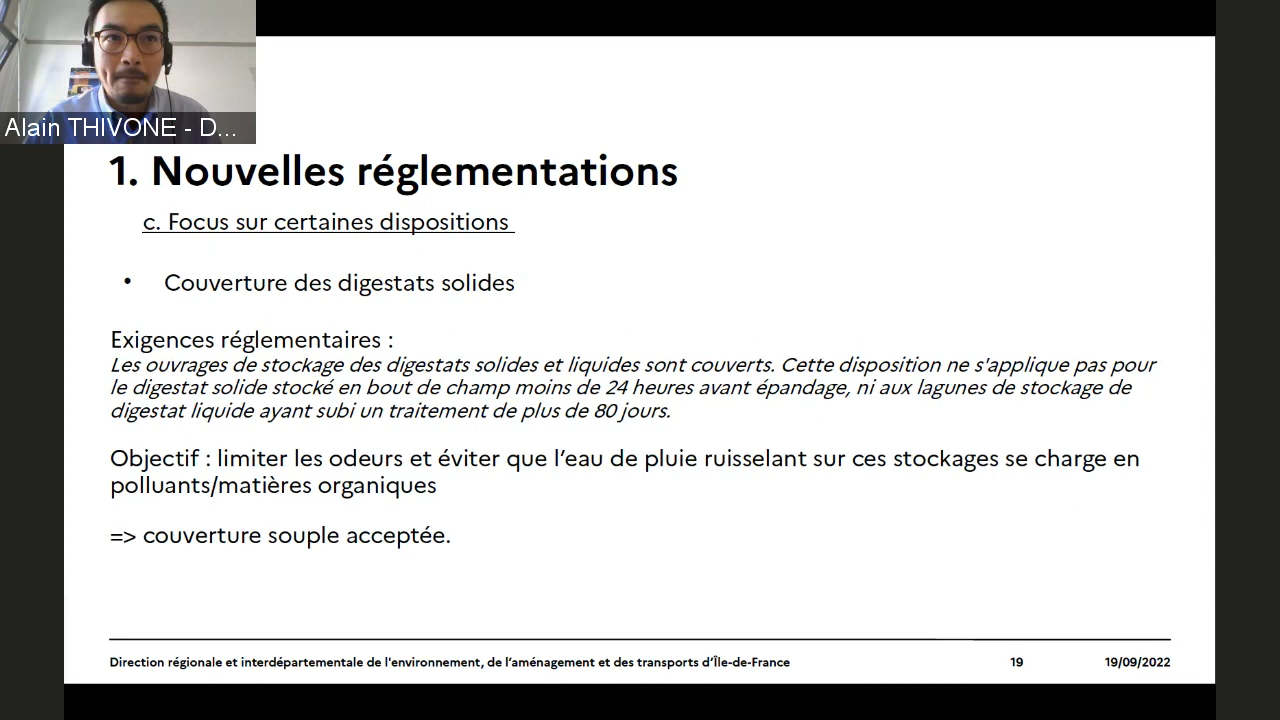 Alain THIVONE - D...
1. Nouvelles réglementations
c. Focus sur certaines dispositions
• Couverture des digestats solides
Exigences réglementaires :
Les ouvrages de stockage des digestats solides et liquides sont couverts. Cette disposition ne s'applique pas pour
le digestat solide stocké en bout de champ moins de 24 heures avant épandage, ni aux lagunes de stockage de
digestat liquide ayant subi un traitement de plus de 80 jours.
Objectif : limiter les odeurs et éviter que l’eau de pluie ruisselant sur ces stockages se charge en
polluants/matières organiques
=> couverture souple acceptée.
Direction régionale et interdépartementale de l'environnement, de l’aménagement et des transports d’Île-de-France 19 19/09/2022